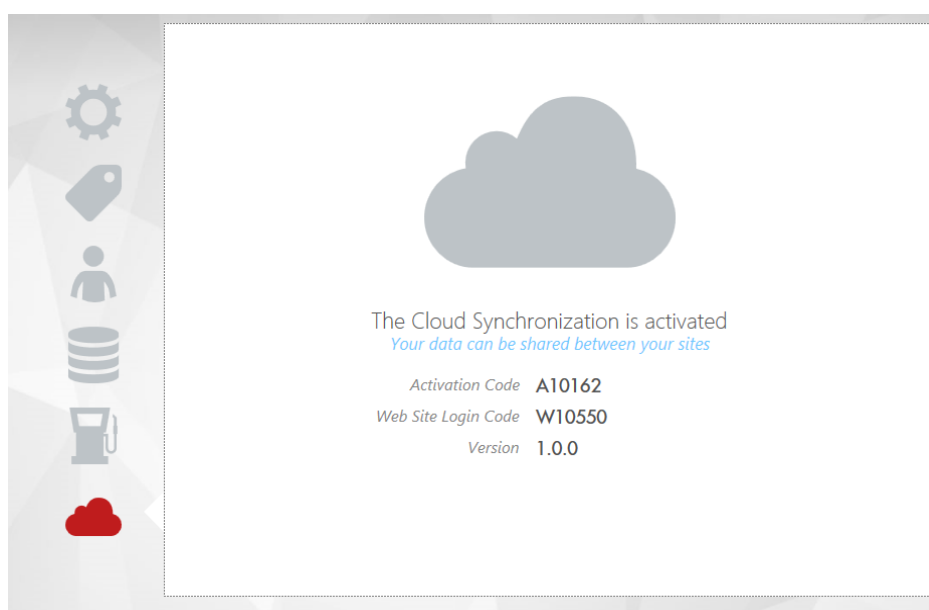 The Cloud Synchronization is activated
Your data can be shared between your sites
Activation Code A10162
Web Site Login Code W10550
Version 1.0.0